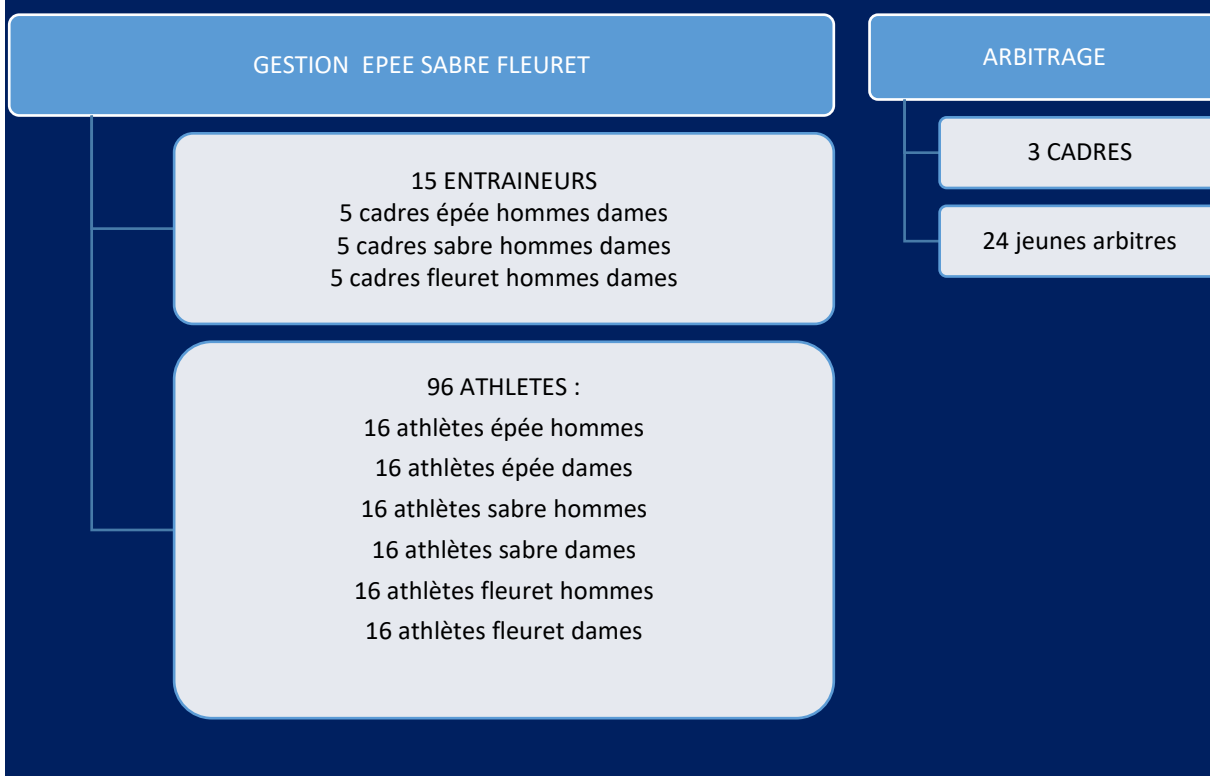 GESTION EPEE SABRE FLEURET
15 ENTRAINEURS
5 cadres épée hommes dames
5 cadres sabre hommes dames
5 cadres fleuret hommes dames
96 ATHLETES :
16 athlètes épée hommes
16 athlètes épée dames
16 athlètes sabre hommes
16 athlètes sabre dames
16 athlètes fleuret hommes
16 athlètes fleuret dames
ARBITRAGE
3 CADRES
24 jeunes arbitres